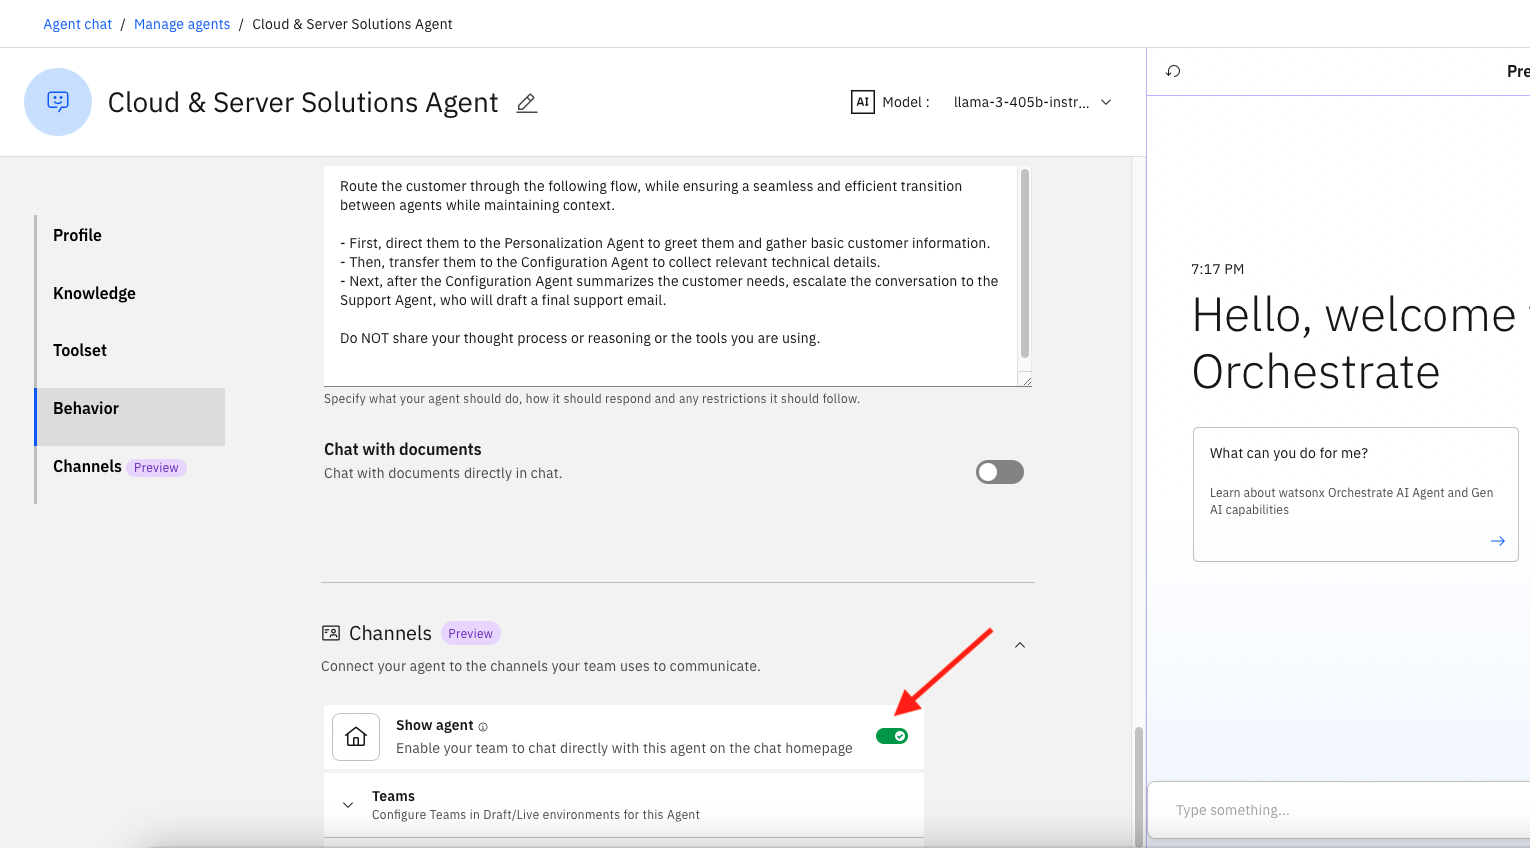 Agent chat / Manage agents / Cloud & Server Solutions Agent
Cloud & Server Solutions Agent
AI Model : llama-3-405b-instr...
Profile
Knowledge
Toolset
Behavior
Channels Preview
Route the customer through the following flow, while ensuring a seamless and efficient transition
between agents while maintaining context.
- First, direct them to the Personalization Agent to greet them and gather basic customer information.
- Then, transfer them to the Configuration Agent to collect relevant technical details.
- Next, after the Configuration Agent summarizes the customer needs, escalate the conversation to the
Support Agent, who will draft a final support email.
Do NOT share your thought process or reasoning or the tools you are using.
Specify what your agent should do, how it should respond and any restrictions it should follow.
Chat with documents
Chat with documents directly in chat.
Channels Preview
Connect your agent to the channels your team uses to communicate.
Show agent
Enable your team to chat directly with this agent on the chat homepage
Teams
Configure Teams in Draft/Live environments for this Agent
Pre
7:17 PM
Hello, welcome
Orchestrate
What can you do for me?
Learn about watsonx Orchestrate AI Agent and Gen
AI capabilities
Type something...